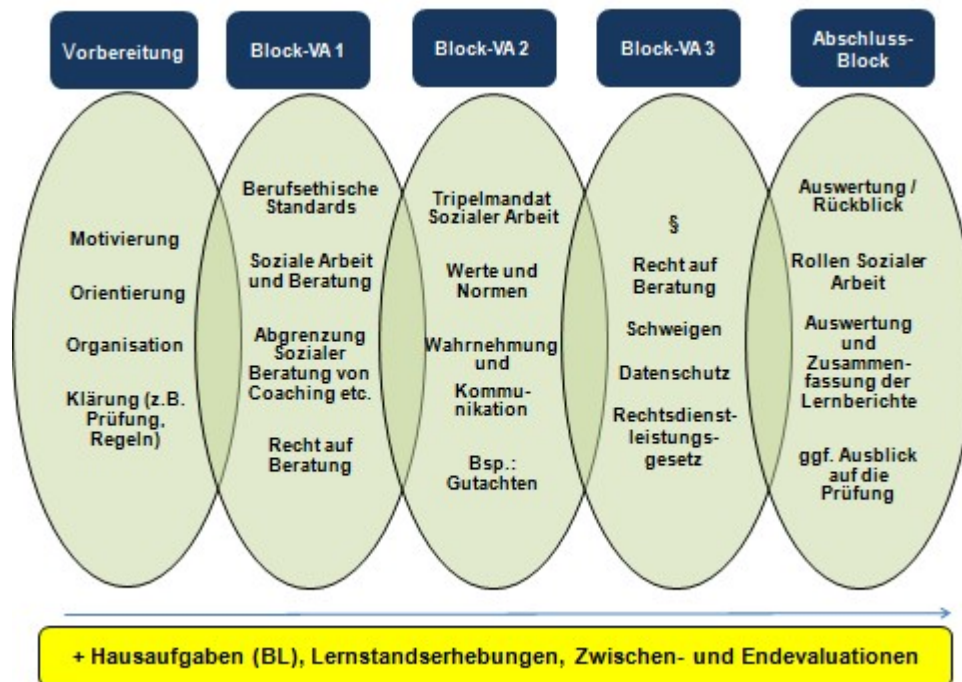 Vorbereitung
Block-VA 1
Block-VA 2
Block-VA 3
Abschluss-
Block
Motivierung
Orientierung
Organisation
Klärung (z.B.
Prüfung,
Regeln)
Berufsethische
Standards
Soziale Arbeit
und Beratung
Abgrenzung
Sozialer
Beratung von
Coaching etc.
Recht auf
Beratung
Tripelmandat
Sozialer Arbeit
Werte und
Normen
Wahrnehmung
und
Kommu-
nikation
Bsp.:
Gutachten
§
Recht auf
Beratung
Schweigen
Datenschutz
Rechtsdienst-
leistungs-
gesetz
Auswertung /
Rückblick
Rollen Sozialer
Arbeit
Auswertung
und
Zusammen-
fassung der
Lernberichte
ggf. Ausblick
auf die
Prüfung
+ Hausaufgaben (BL), Lernstandserhebungen, Zwischen- und Endevaluationen